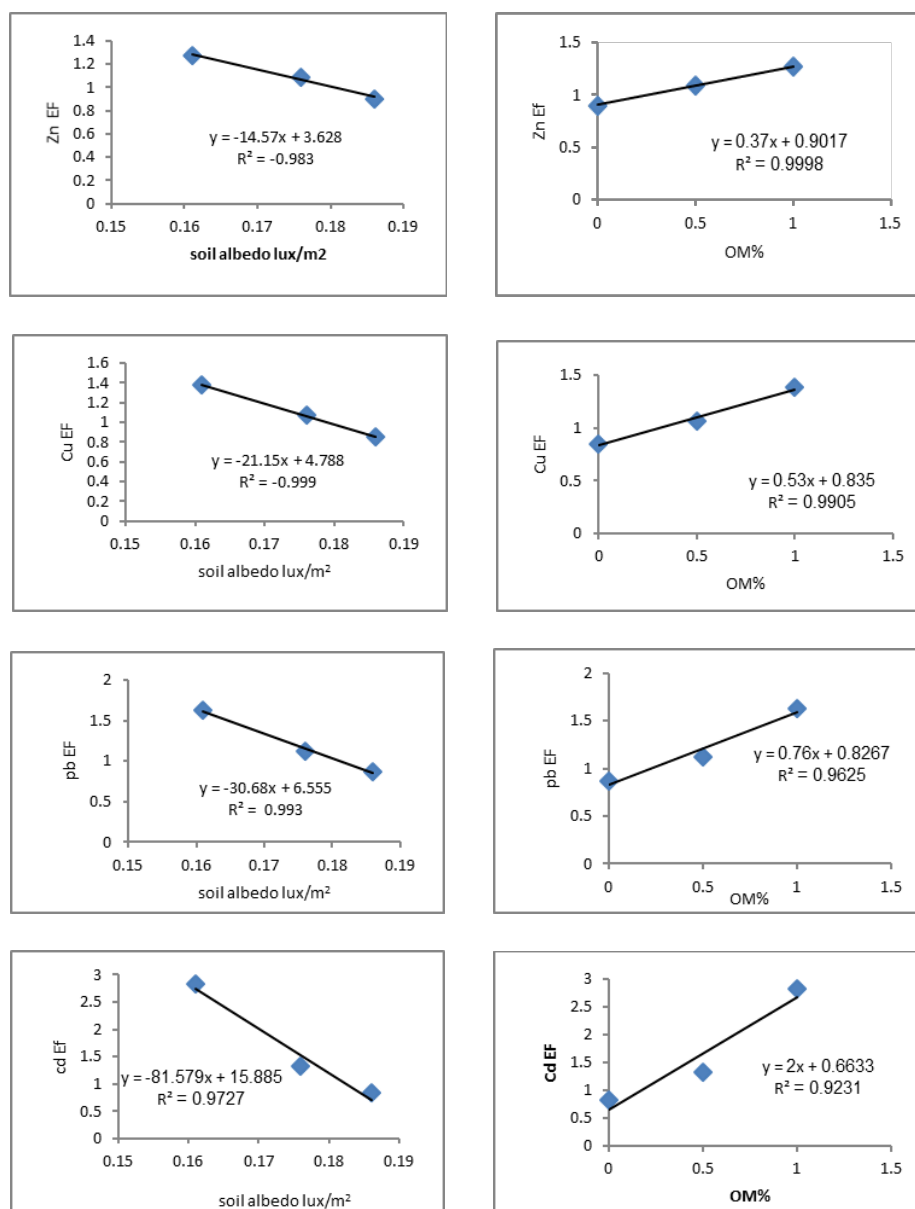 Zn EF
1.4
1.2
1
0.8
0.6
0.4
0.2
0
y = -14.57x + 3.628
R² = -0.983
0.15 0.16 0.17 0.18 0.19
soil albedo lux/m2
Zn Ef
1.5
1
0.5
0
y = 0.37x + 0.9017
R² = 0.9998
0 0.5 1 1.5
OM%
Cu EF
1.6
1.4
1.2
1
0.8
0.6
0.4
0.2
0
y = -21.15x + 4.788
R² = -0.999
0.15 0.16 0.17 0.18 0.19
soil albedo lux/m²
Cu EF
1.5
1
0.5
0
y = 0.53x + 0.835
R² = 0.9905
0 0.5 1 1.5
OM%
pb EF
2
1.5
1
0.5
0
y = -30.68x + 6.555
R² = 0.993
0.15 0.16 0.17 0.18 0.19
soil albedo lux/m²
pb EF
2
1.5
1
0.5
0
y = 0.76x + 0.8267
R² = 0.9625
0 0.5 1 1.5
OM%
cd Ef
3
2.5
2
1.5
1
0.5
0
y = -81.579x + 15.885
R² = 0.9727
0.15 0.16 0.17 0.18 0.19
soil albedo lux/m²
Cd EF
3
2.5
2
1.5
1
0.5
0
y = 2x + 0.6633
R² = 0.9231
0 0.5 1 1.5
OM%